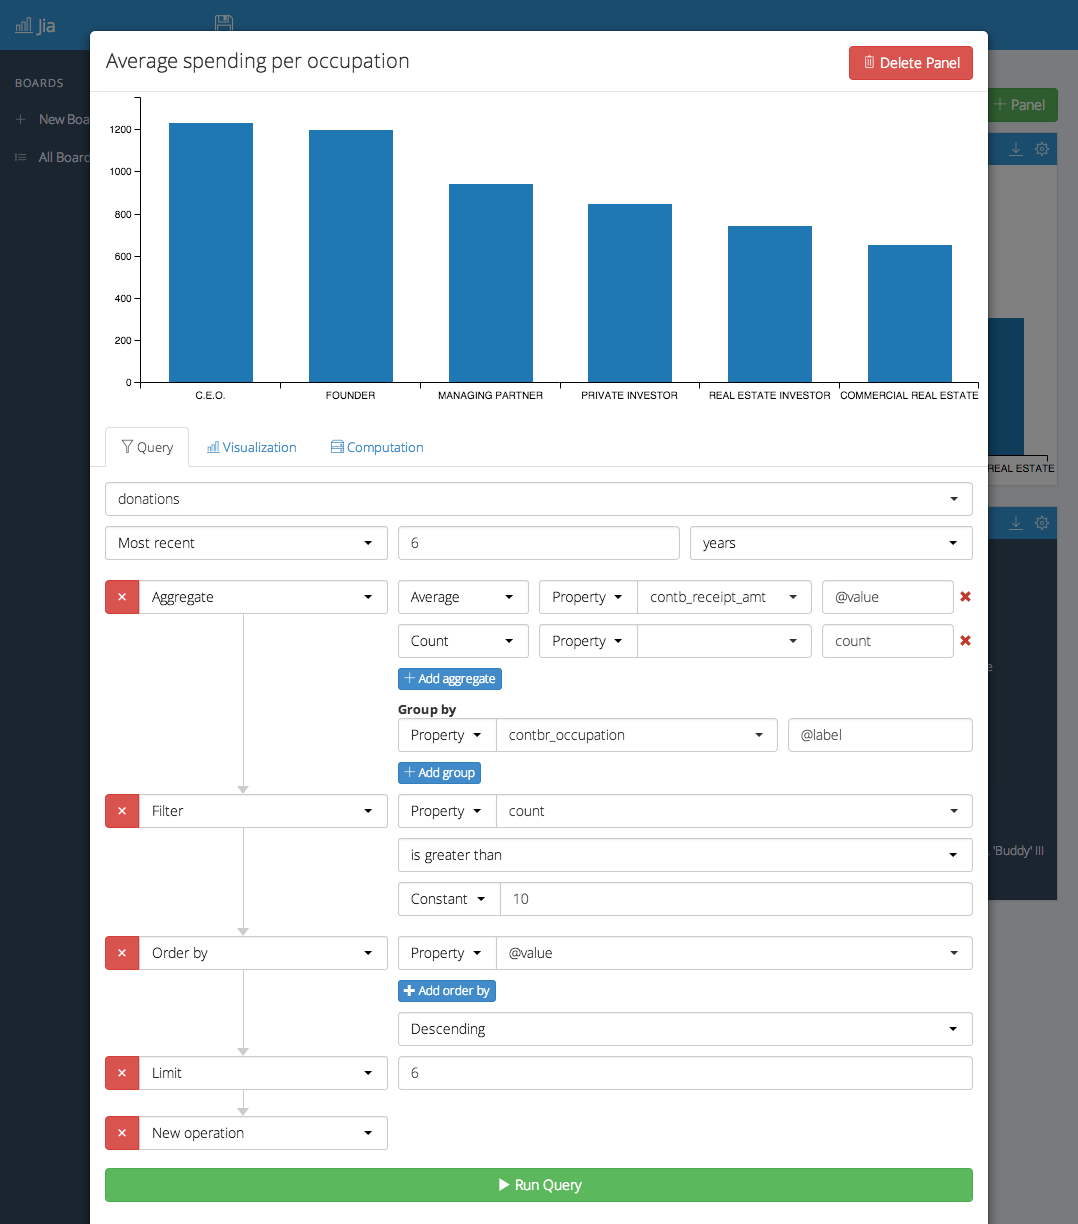 Jia
Average spending per occupation
Delete Panel
BOARDS
New Boa
All Board
Panel
1200
1000
800
600
400
200
0
C.E.O. FOUNDER MANAGING PARTNER PRIVATE INVESTOR REAL ESTATE INVESTOR COMMERCIAL REAL ESTATE
REAL ESTATE
Query Visualization Computation
donations
Most recent 6 years
× Aggregate Average Property contb_receipt_amt @value ×
Count Property count ×
+ Add aggregate
Group by
Property contbr_occupation @label
+ Add group
× Filter Property count
is greater than
Constant 10
'Buddy' III
× Order by Property @value
+ Add order by
Descending
× Limit 6
× New operation
Run Query